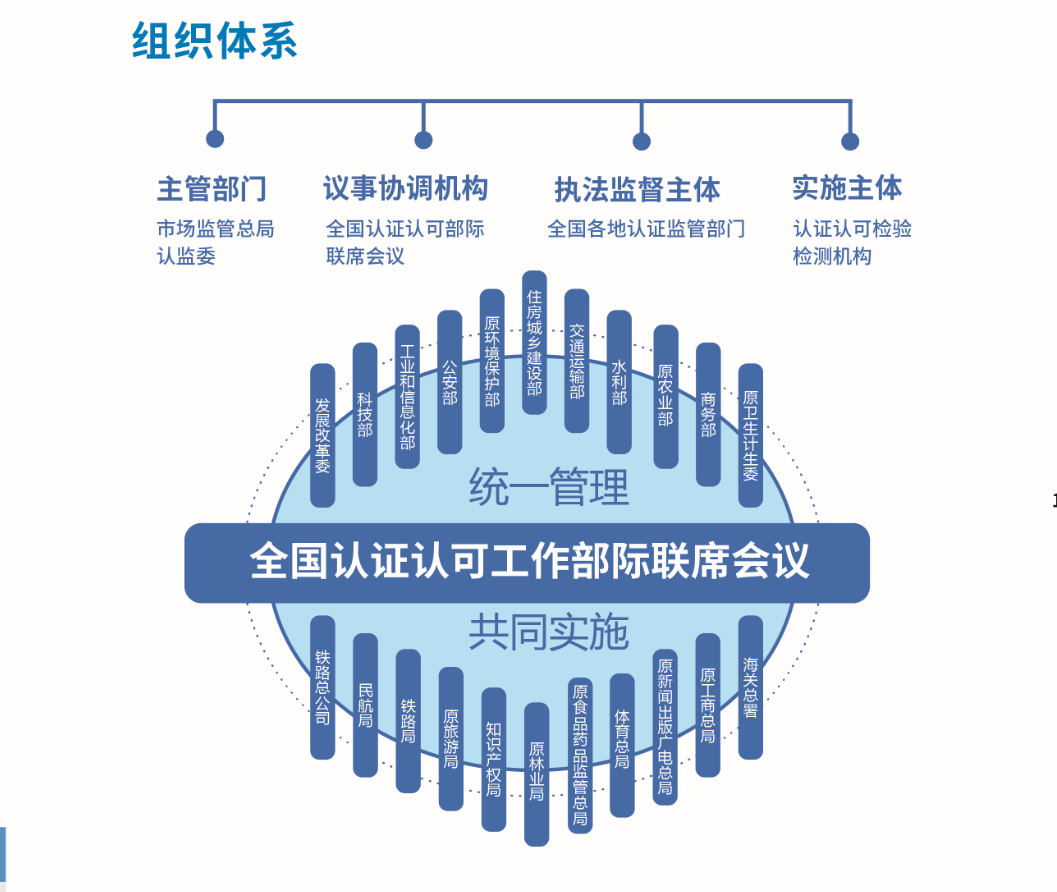 组织体系
主管部门
市场监管总局
认监委
议事协调机构
全国认证认可部际
联席会议
执法监督主体
全国各地认证监管部门
实施主体
认证认可检验
检测机构
发展改革委
科技部
工业和信息化部
公安部
原环境保护部
住房城乡建设部
交通运输部
水利部
原农业部
商务部
原卫生计生委
统一管理
全国认证认可工作部际联席会议
共同实施
铁路总公司
民航局
铁路局
原旅游局
知识产权局
原林业局
原食品药品监管总局
体育总局
原新闻出版广电总局
原工商总局
海关总署